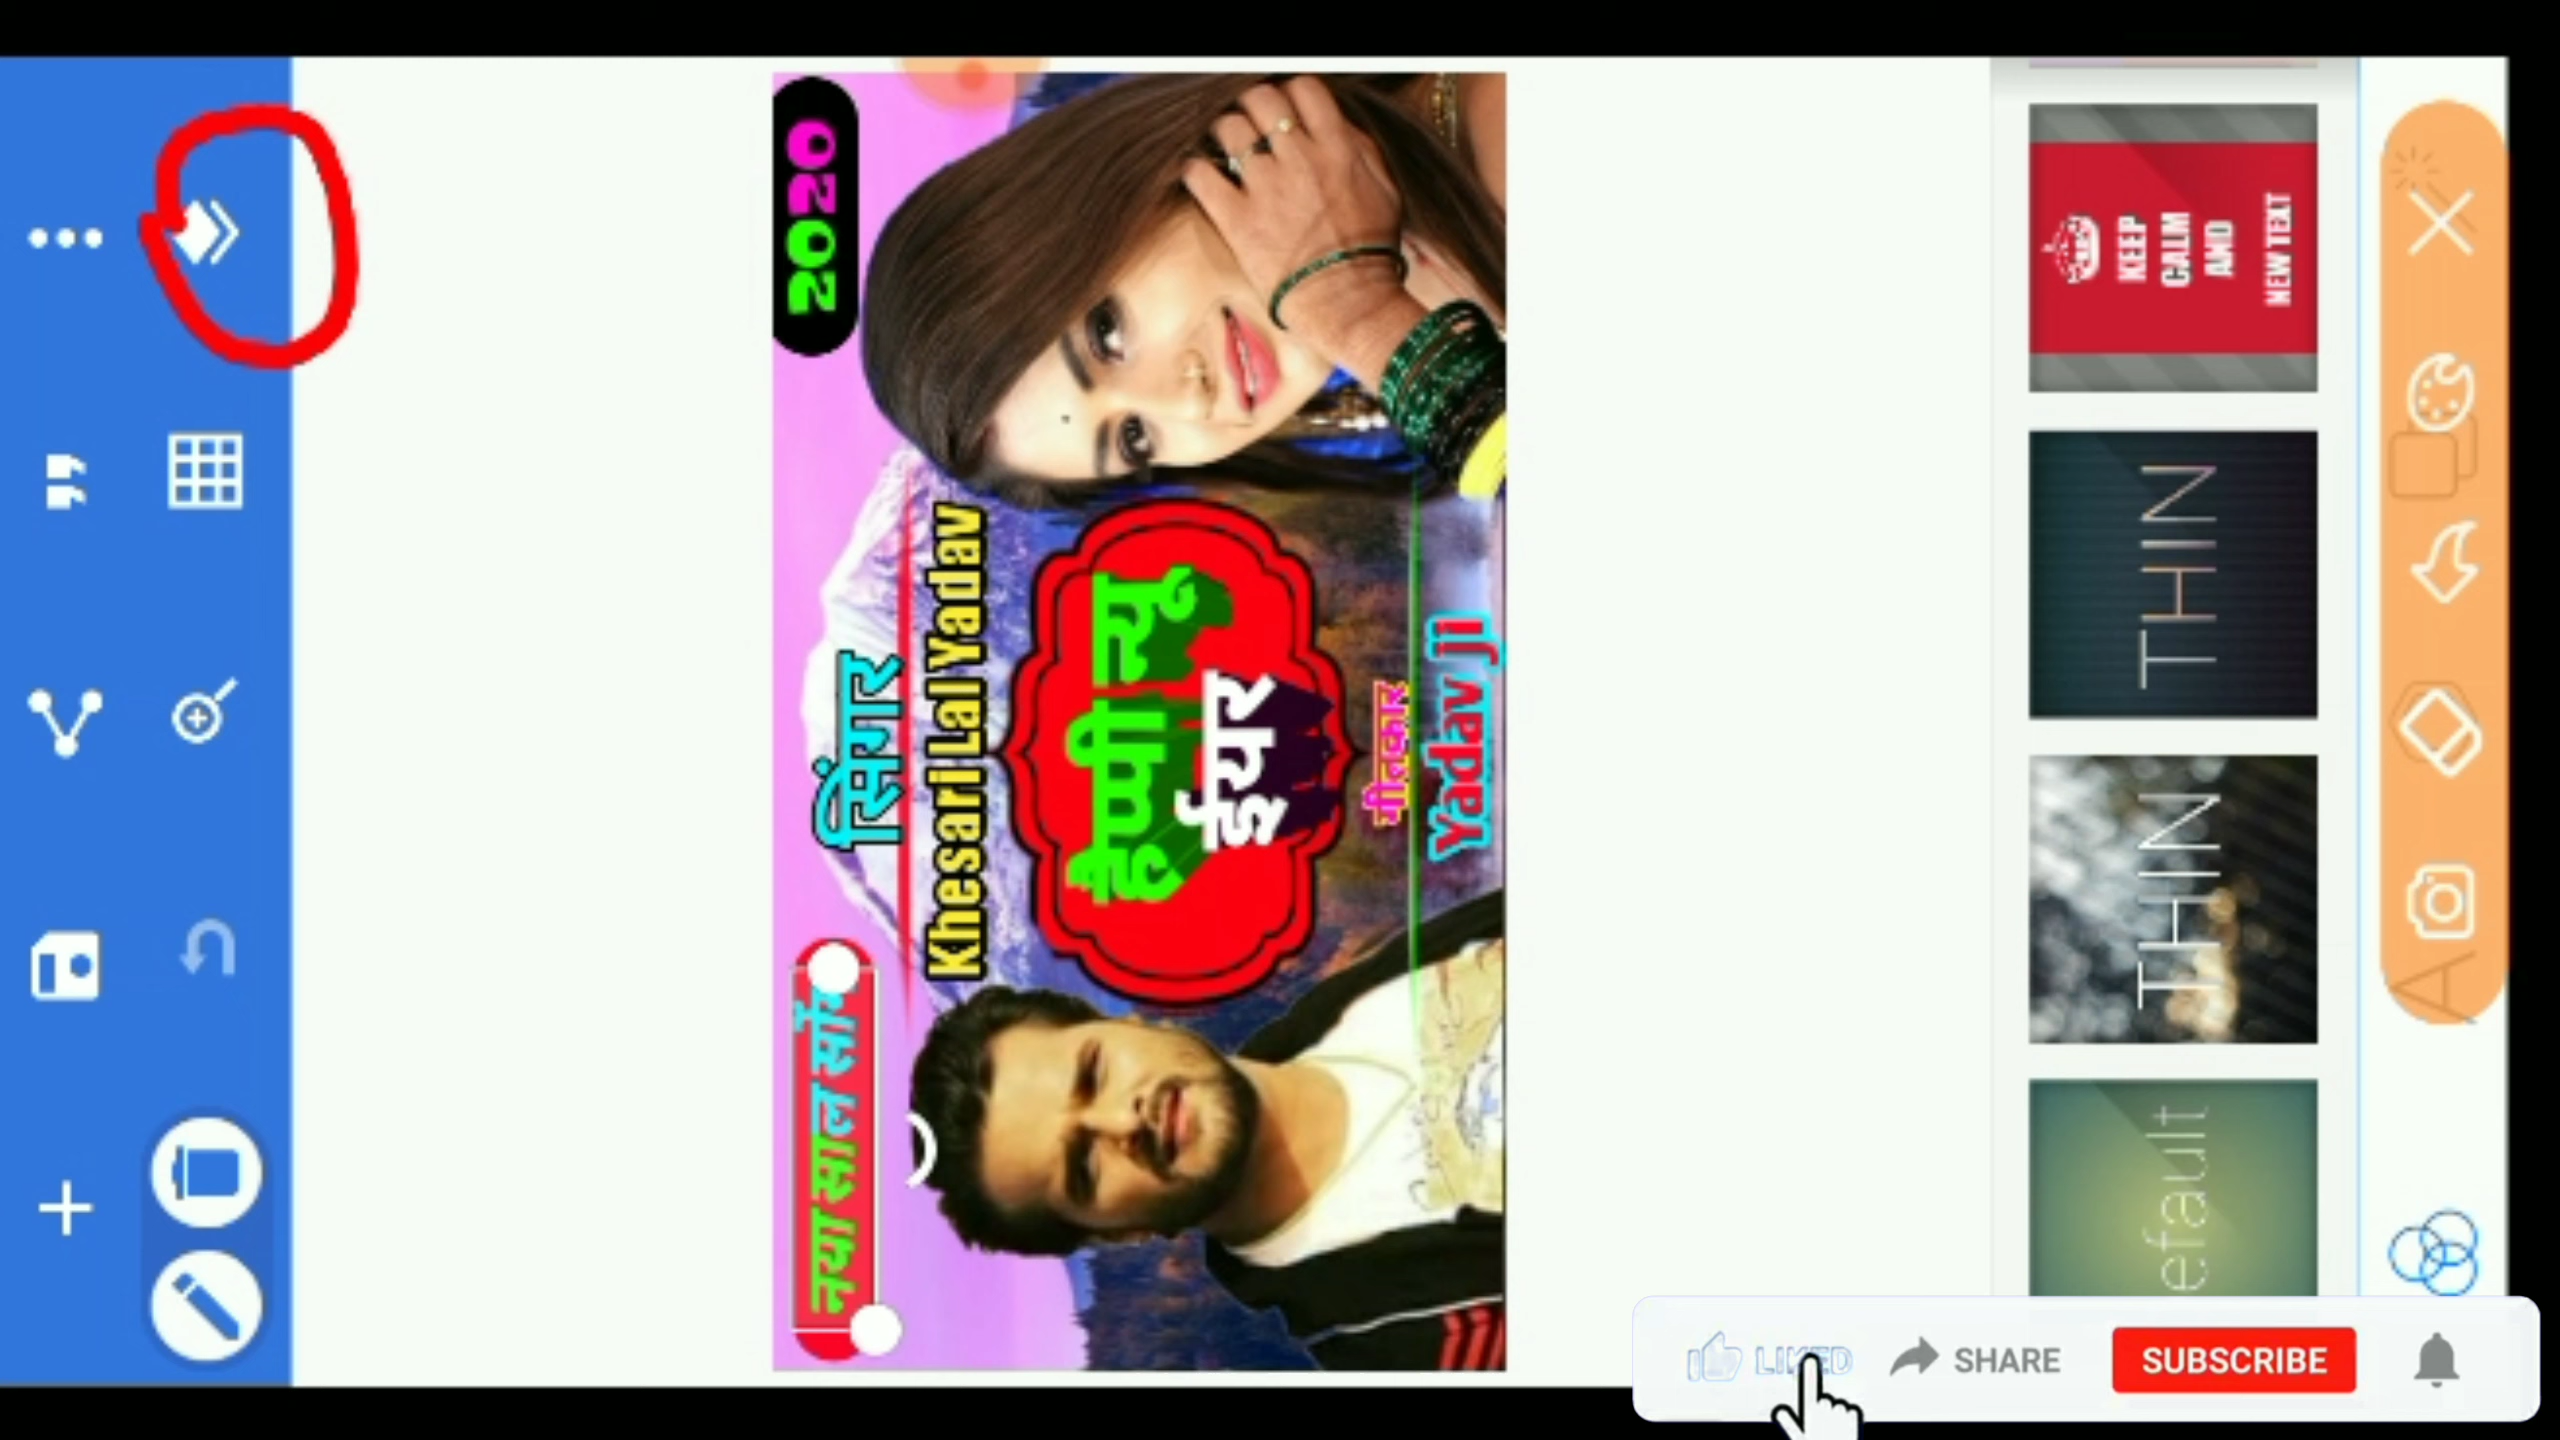 2020
नया साल सॉन्ग
सिंगर
Khesari Lal Yadav
हैप्पी न्यू
ईयर
गीतकार
Yadav ji
KEEP
CALM
AND
NEW TEXT
THIN
THIN
efault
A
LIKED
SHARE
SUBSCRIBE